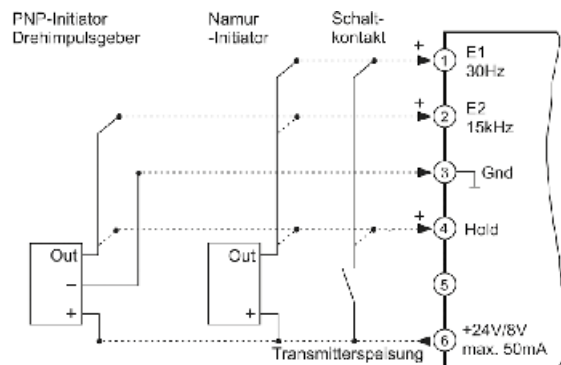 PNP-Initiator
Drehimpulsgeber
Namur
-Initiator
Schalt-
kontakt
+
1
E1
30Hz
+
2
E2
15kHz
3
Gnd
+
4
Hold
Out
−
+
Out
+
5
6
+24V/8V
max. 50mA
Transmitterspeisung